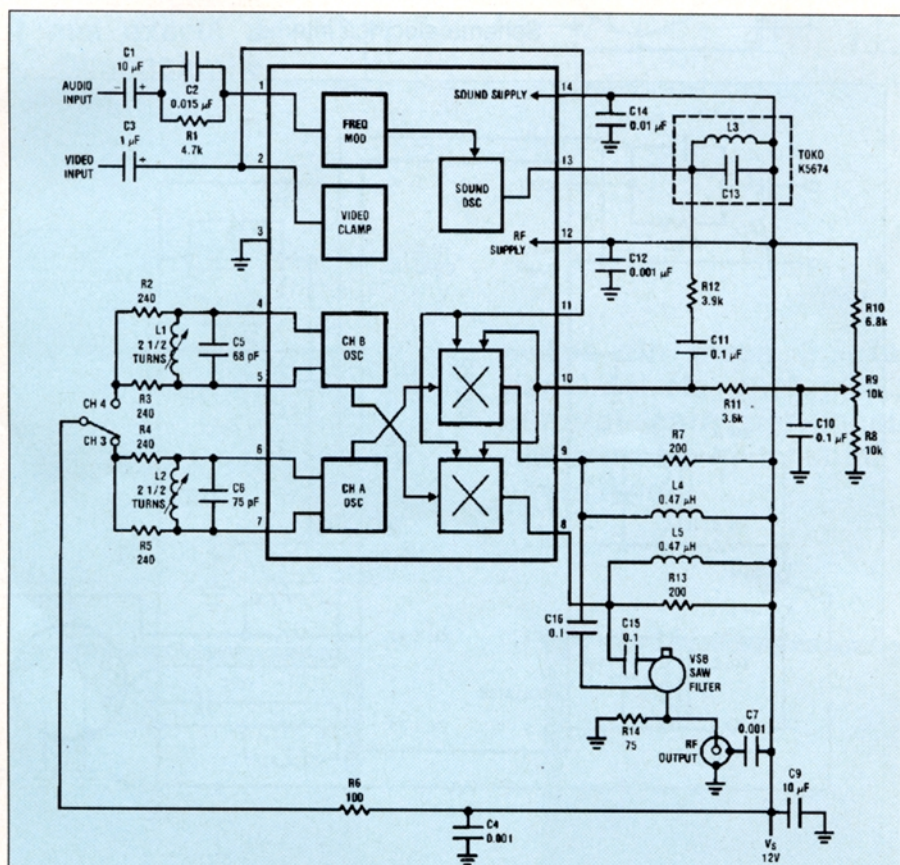 Schema
C1
10 µF
AUDIO
INPUT
C2
0.015 µF
R1
4.7k
C3
1 µF
VIDEO
INPUT
1
2
3
FREQ
MOD
VIDEO
CLAMP
SOUND
OSC
14
SOUND SUPPLY
C14
0.01 µF
13
L3
C13
TOKO
K5674
12
RF
SUPPLY
C12
0.001 µF
11
R12
3.9k
C11
0.1 µF
10
R11
3.6k
C10
0.1 µF
R10
6.8k
R9
10k
R8
10k
R2
240
L1
2 1/2
TURNS
C5
68 pF
R3
240
4
5
CH B
OSC
CH 4
CH 3
R4
240
L2
2 1/2
TURNS
C6
75 pF
R5
240
6
7
CH A
OSC
9
R7
200
L4
0.47 µH
8
L5
0.47 µH
R13
200
C16
0.1
C15
0.1
VSB
SAW
FILTER
R14
75
RF
OUTPUT
C7
0.001
C9
10 µF
R6
100
C4
0.001
VS
12V